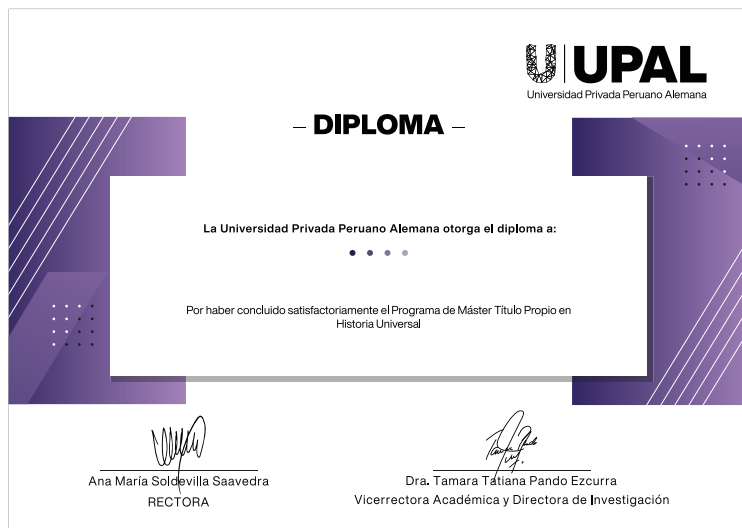 UPAL
Universidad Privada Peruano Alemana
– DIPLOMA –
La Universidad Privada Peruano Alemana otorga el diploma a:
Por haber concluido satisfactoriamente el Programa de Máster Título Propio en
Historia Universal
Ana María Soldevilla Saavedra
RECTORA
Dra. Tamara Tatiana Pando Ezcurra
Vicerrectora Académica y Directora de Investigación